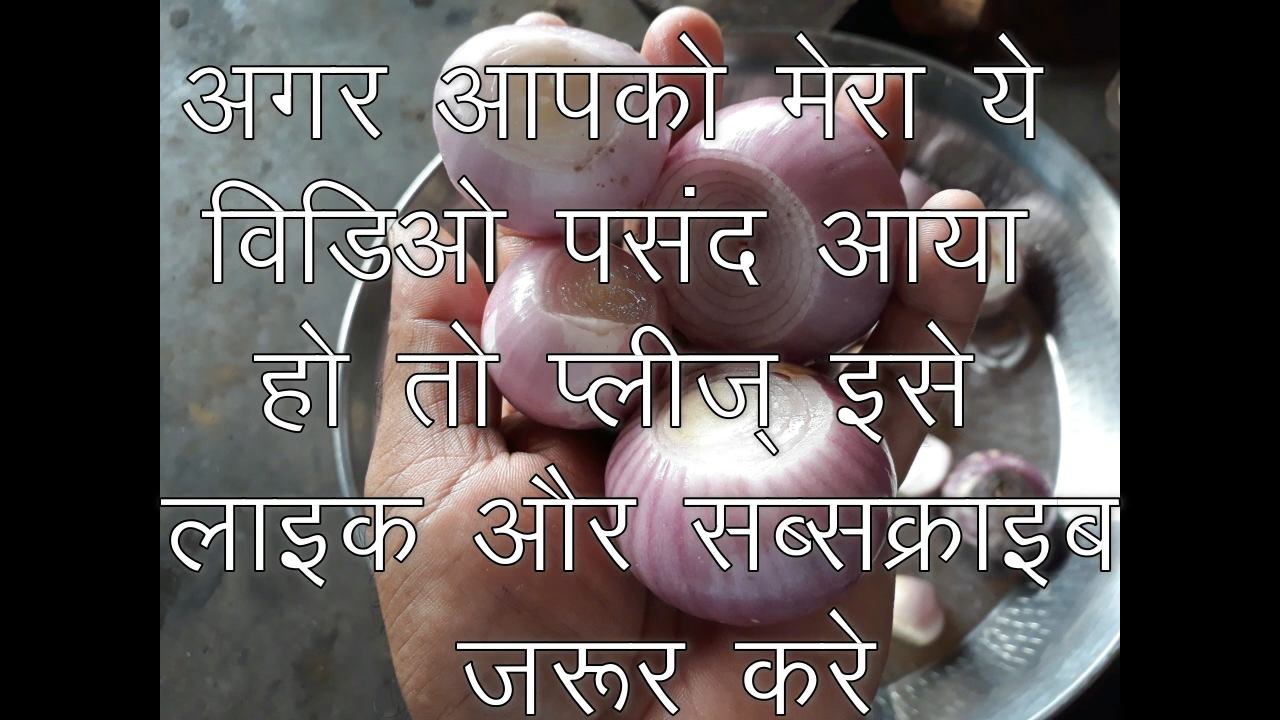 अगर आपको मेरा ये
विडिओ पसंद आया
हो तो प्लीज् इसे
लाइक और सब्सक्राइब
जरूर करे